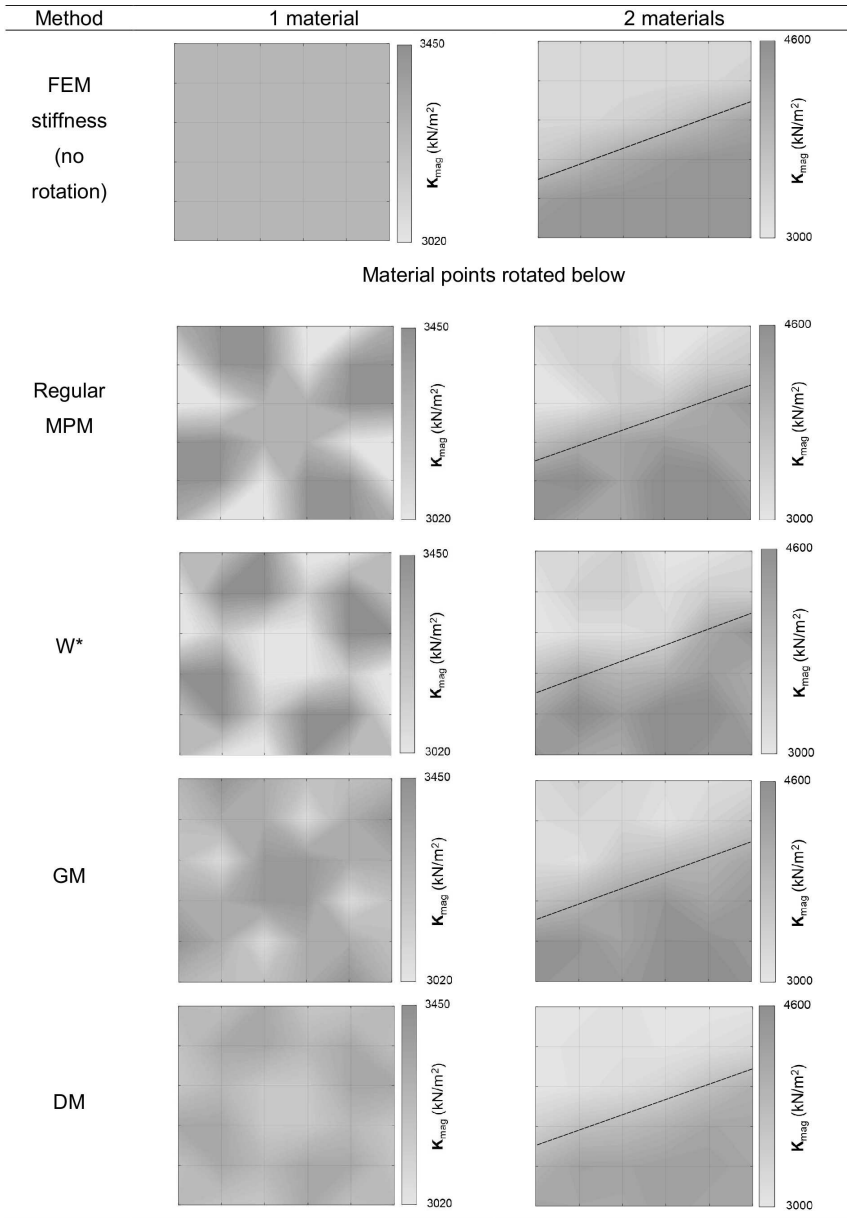 Method 1 material 2 materials
FEM
stiffness
(no
rotation)
3450
K_mag (kN/m²)
3020
4600
K_mag (kN/m²)
3000
Material points rotated below
Regular
MPM
3450
K_mag (kN/m²)
3020
4600
K_mag (kN/m²)
3000
W*
3450
K_mag (kN/m²)
3020
4600
K_mag (kN/m²)
3000
GM
3450
K_mag (kN/m²)
3020
4600
K_mag (kN/m²)
3000
DM
3450
K_mag (kN/m²)
3020
4600
K_mag (kN/m²)
3000